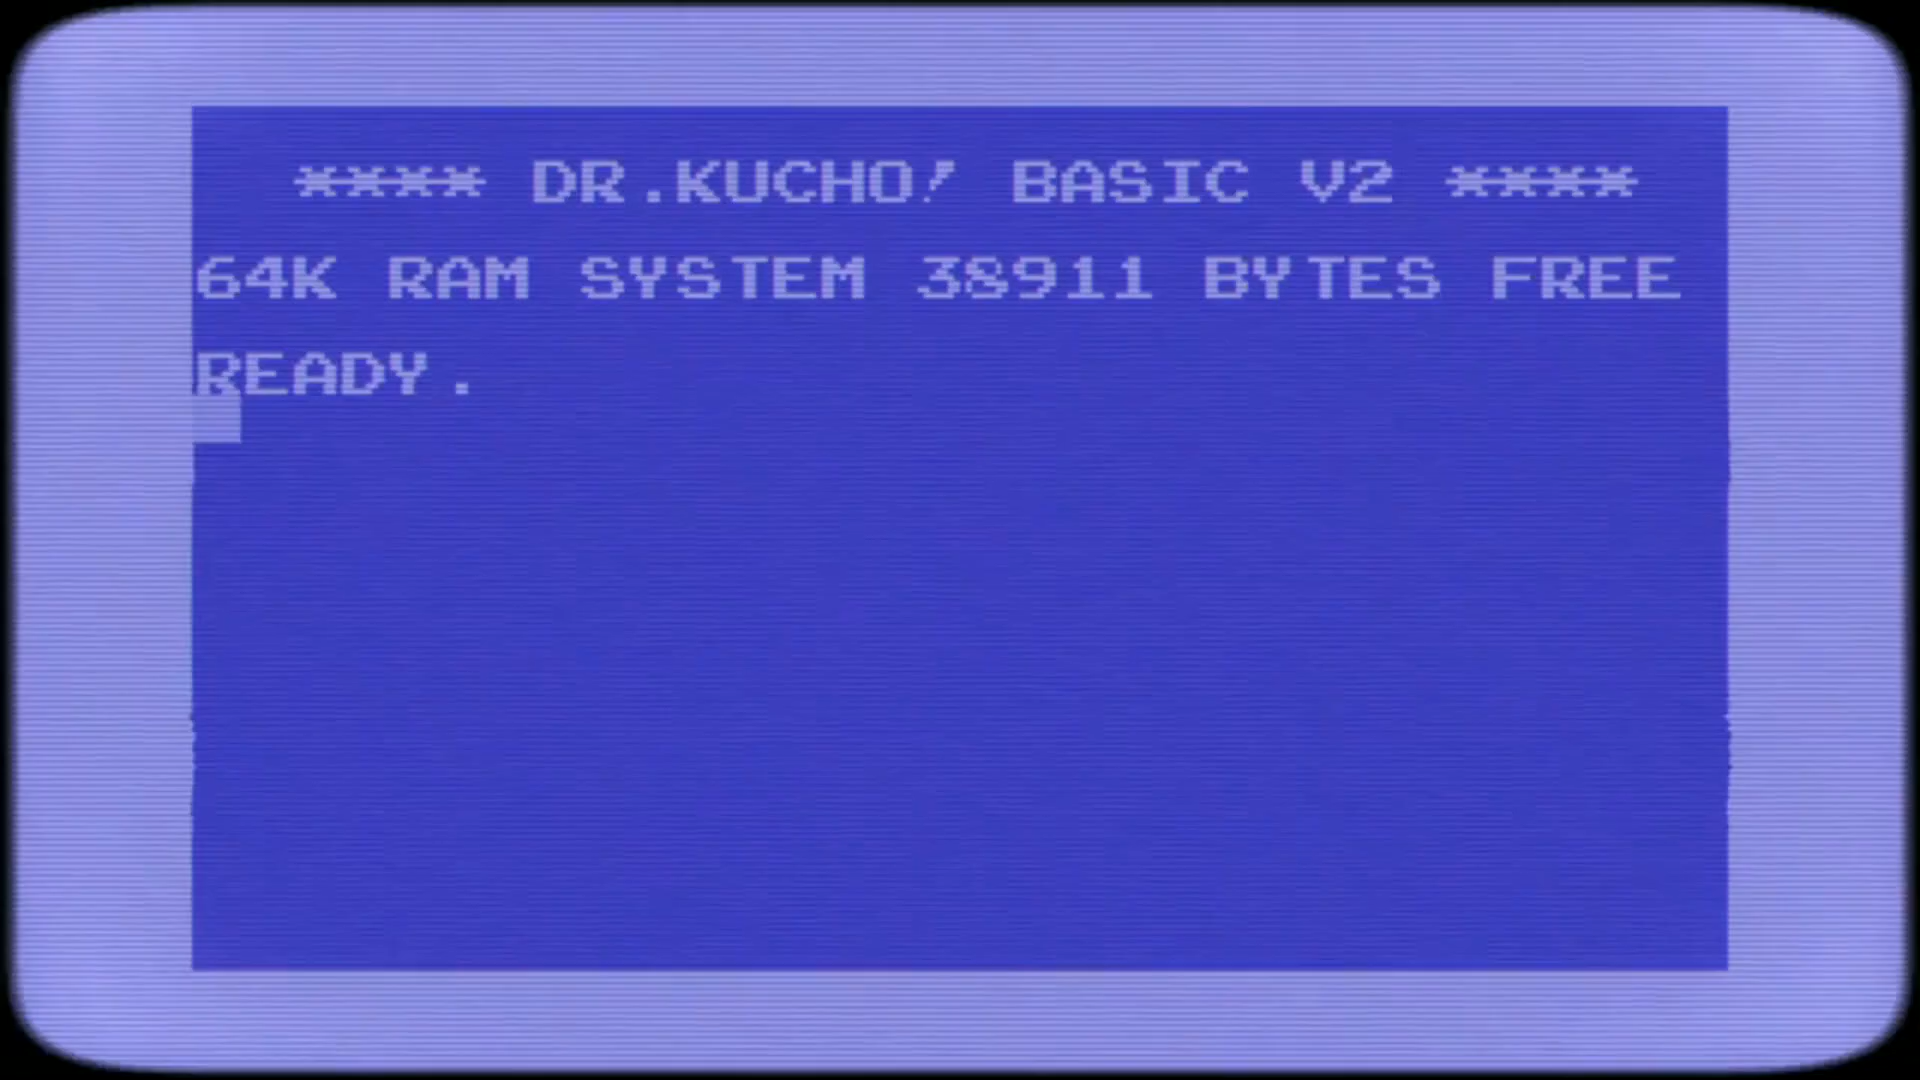 **** DR.KUCHO! BASIC V2 ****
64K RAM SYSTEM 38911 BYTES FREE
READY.